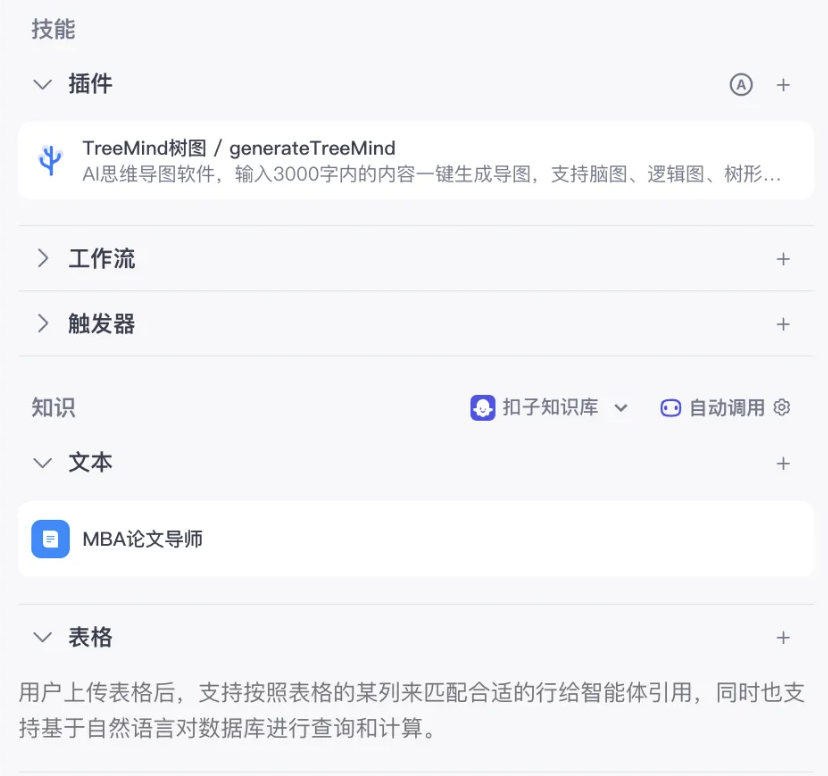 技能
插件
TreeMind树图 / generateTreeMind
AI思维导图软件，输入3000字内的内容一键生成导图，支持脑图、逻辑图、树形...
工作流
触发器
知识 扣子知识库 自动调用
文本
MBA论文导师
表格
用户上传表格后，支持按照表格的某列来匹配合适的行给智能体引用，同时也支
持基于自然语言对数据库进行查询和计算。